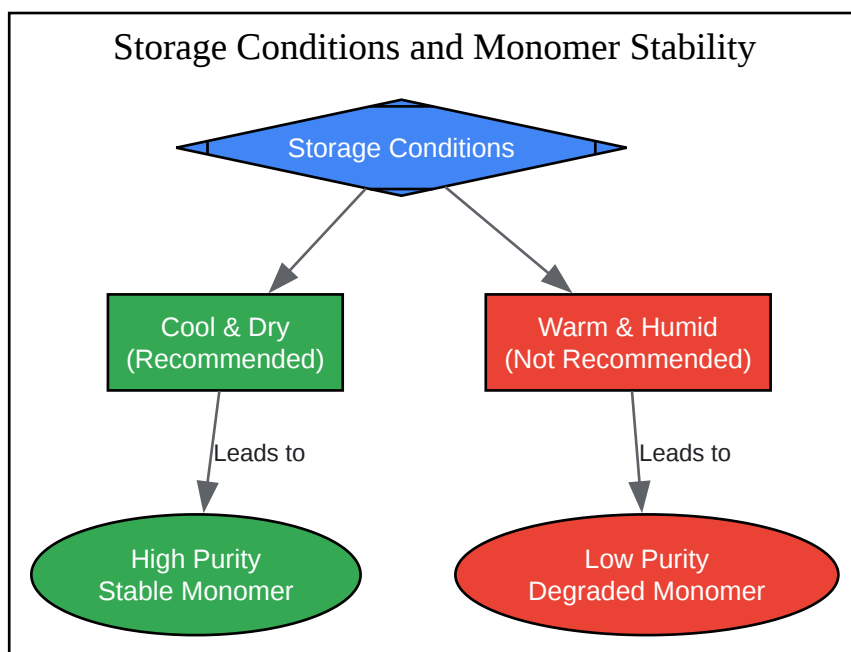 Storage Conditions and Monomer Stability
Storage Conditions
Cool & Dry
(Recommended)
Warm & Humid
(Not Recommended)
Leads to
Leads to
High Purity
Stable Monomer
Low Purity
Degraded Monomer